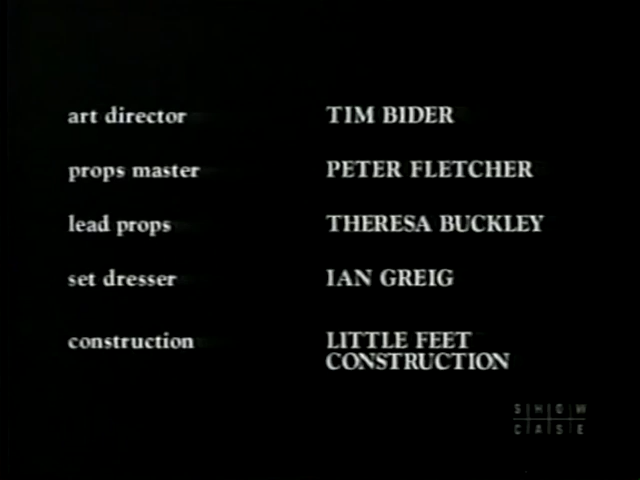 art director TIM BIDER
props master PETER FLETCHER
lead props THERESA BUCKLEY
set dresser IAN GREIG
construction LITTLE FEET
CONSTRUCTION
SHOW
CASE